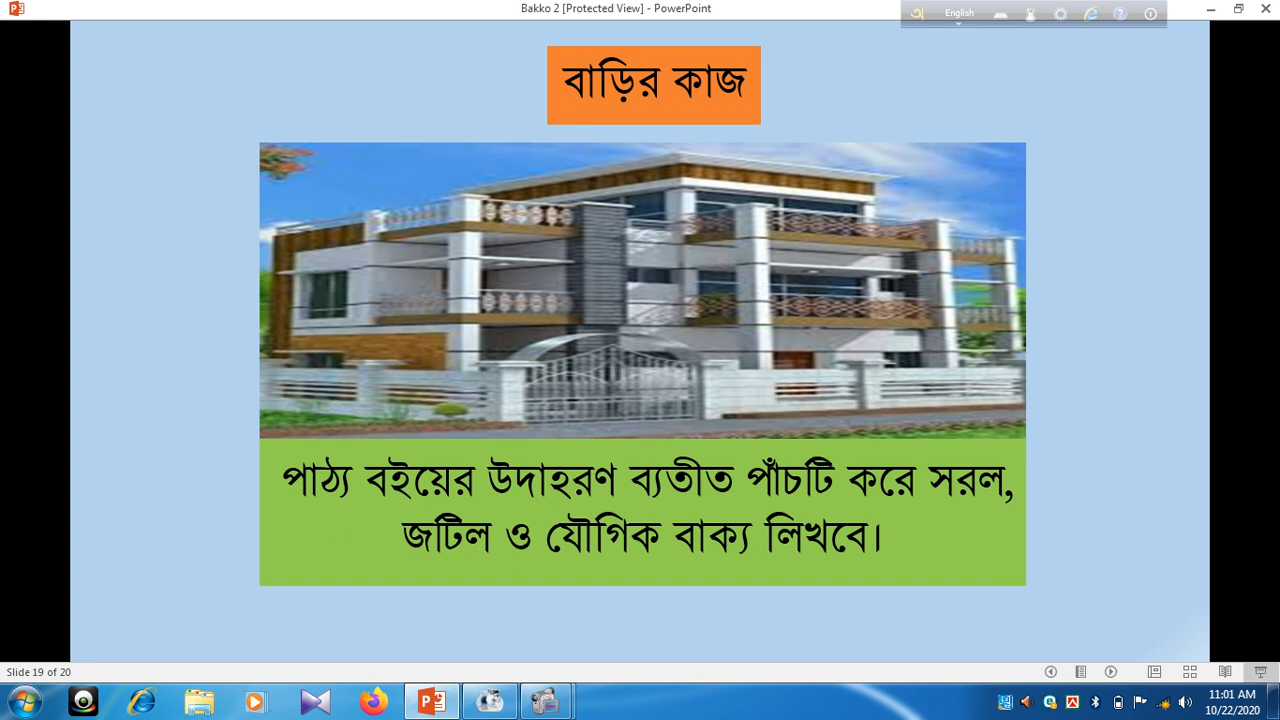 Bakko 2 [Protected View] - PowerPoint
English
বাড়ির কাজ
পাঠ্য বইয়ের উদাহরণ ব্যতীত পাঁচটি করে সরল,
জটিল ও যৌগিক বাক্য লিখবে।
Slide 19 of 20
11:01 AM
10/22/2020